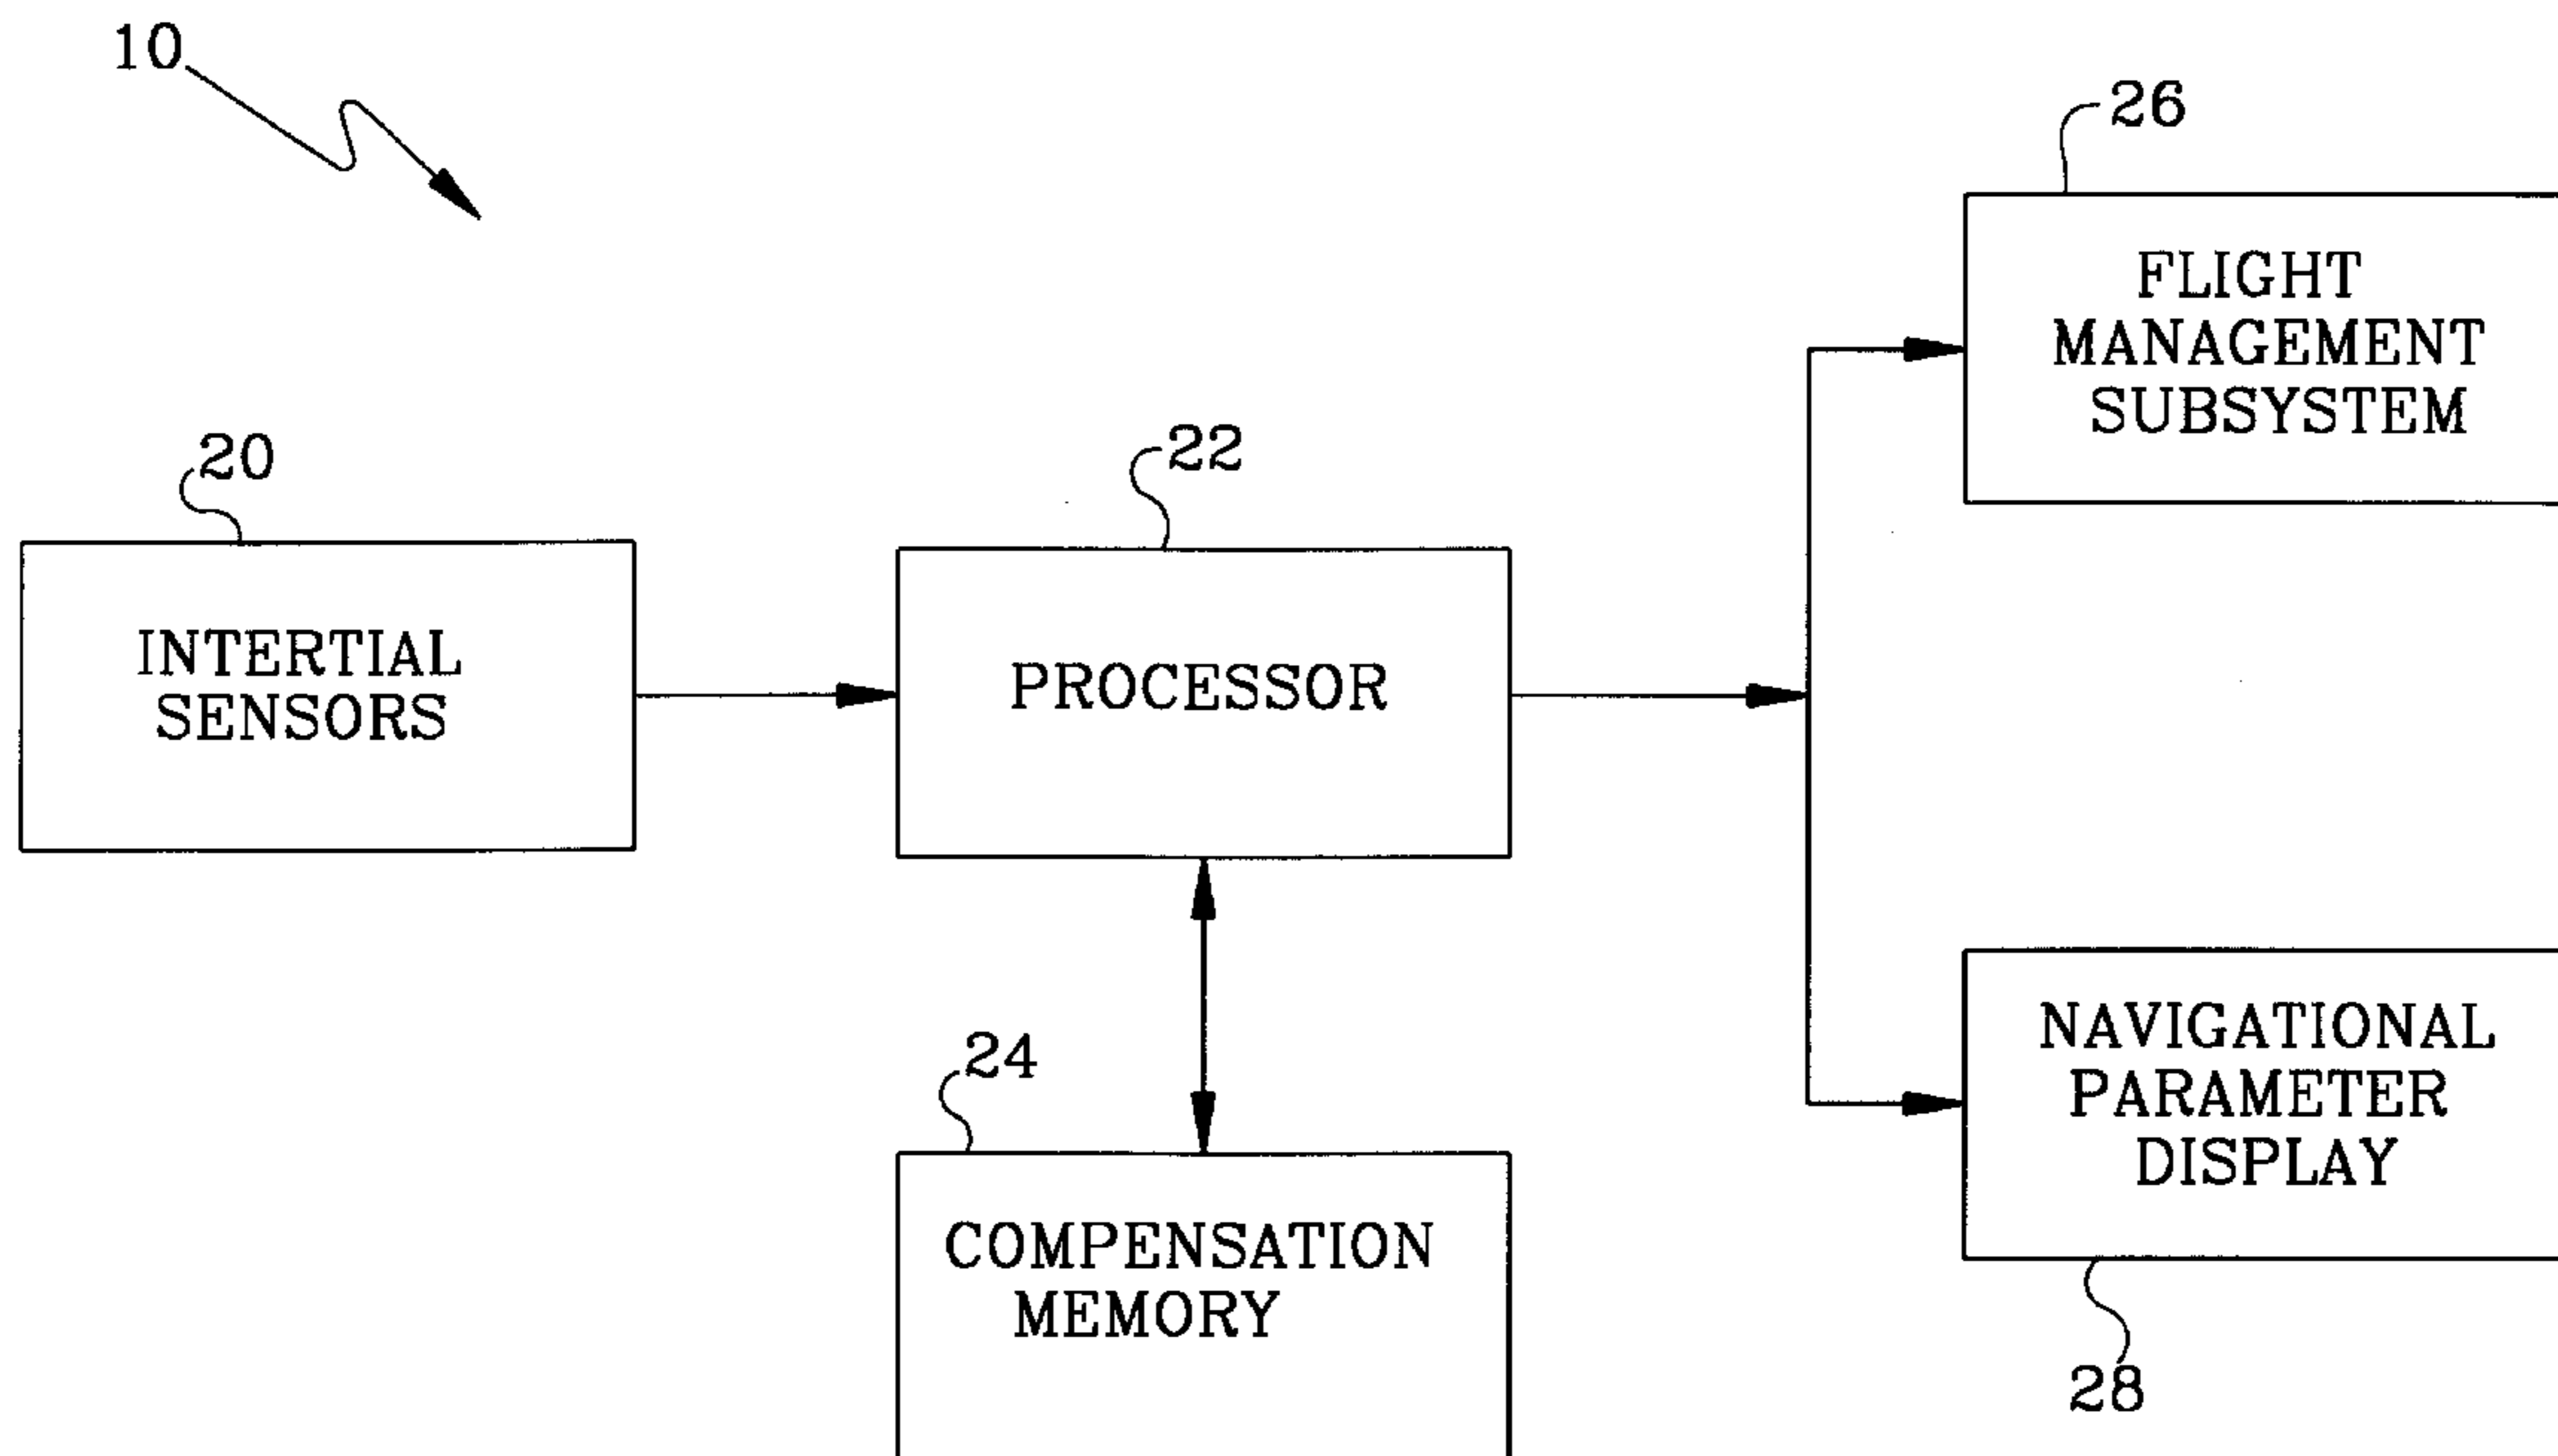 10
26
FLIGHT
MANAGEMENT
SUBSYSTEM
20
INTERTIAL
SENSORS
22
PROCESSOR
24
COMPENSATION
MEMORY
NAVIGATIONAL
PARAMETER
DISPLAY
28